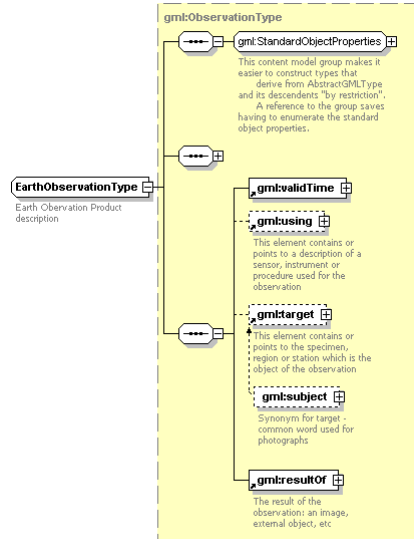 gml:ObservationType
gml:StandardObjectProperties
This content model group makes it
easier to construct types that
derive from AbstractGMLType
and its descendents "by restriction".
A reference to the group saves
having to enumerate the standard
object properties.
EarthObservationType
Earth Obervation Product
description
gml:validTime
gml:using
This element contains or
points to a description of a
sensor, instrument or
procedure used for the
observation
gml:target
This element contains or
points to the specimen,
region or station which is the
object of the observation
gml:subject
Synonym for target -
common word used for
photographs
gml:resultOf
The result of the
observation: an image,
external object, etc